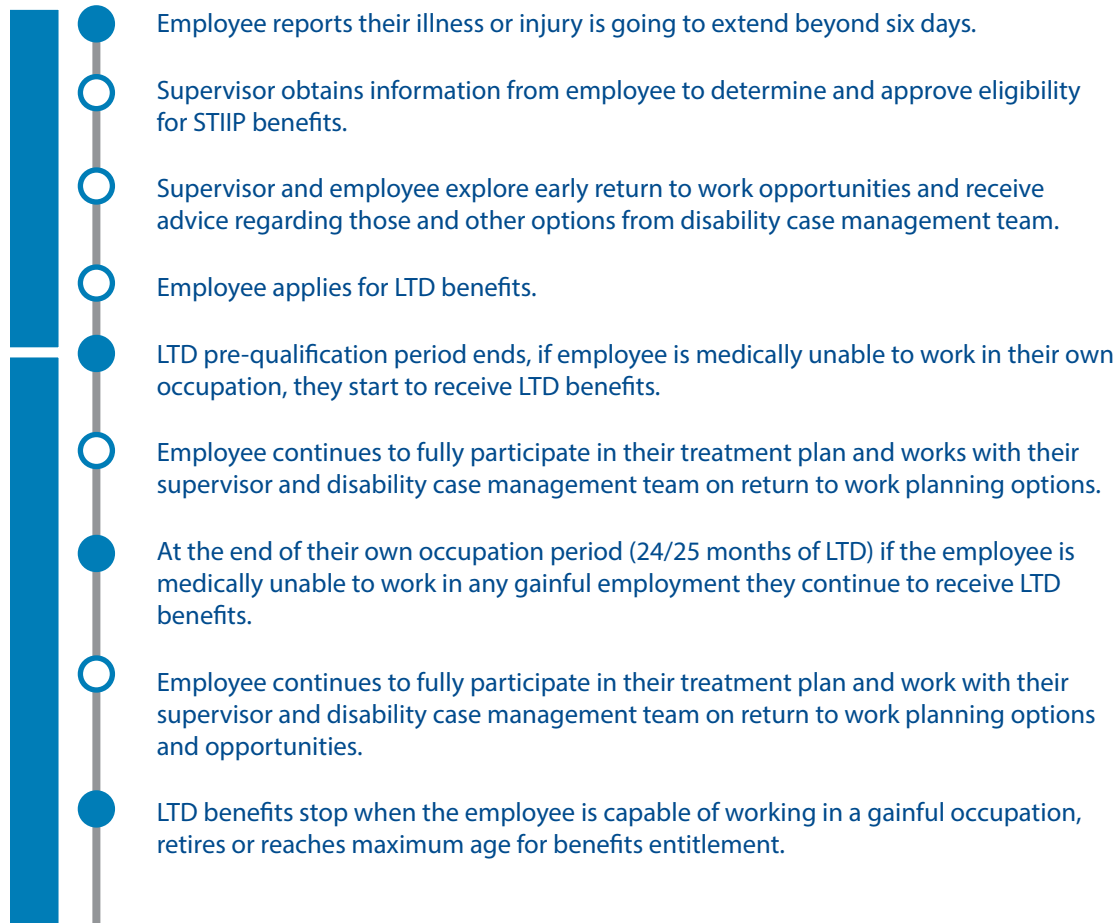 Employee reports their illness or injury is going to extend beyond six days.
Supervisor obtains information from employee to determine and approve eligibility
for STIIP benefits.
Supervisor and employee explore early return to work opportunities and receive
advice regarding those and other options from disability case management team.
Employee applies for LTD benefits.
LTD pre-qualification period ends, if employee is medically unable to work in their own
occupation, they start to receive LTD benefits.
Employee continues to fully participate in their treatment plan and works with their
supervisor and disability case management team on return to work planning options.
At the end of their own occupation period (24/25 months of LTD) if the employee is
medically unable to work in any gainful employment they continue to receive LTD
benefits.
Employee continues to fully participate in their treatment plan and work with their
supervisor and disability case management team on return to work planning options
and opportunities.
LTD benefits stop when the employee is capable of working in a gainful occupation,
retires or reaches maximum age for benefits entitlement.